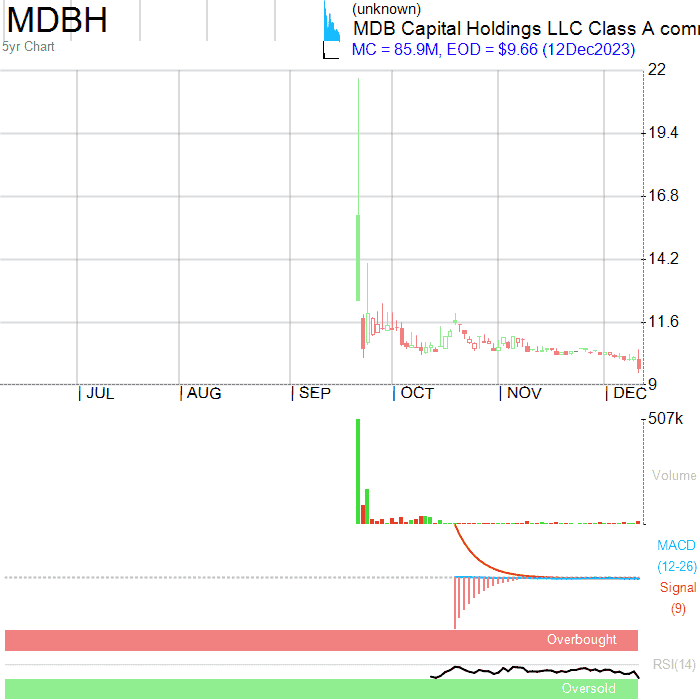 MDBH
5yr Chart
(unknown)
MDB Capital Holdings LLC Class A comm
MC = 85.9M, EOD = $9.66 (12Dec2023)
22
19.4
16.8
14.2
11.6
9
| JUL | AUG | SEP | OCT | NOV | DEC
507k
Volume
MACD
(12-26)
Signal
(9)
Overbought
RSI(14)
Oversold